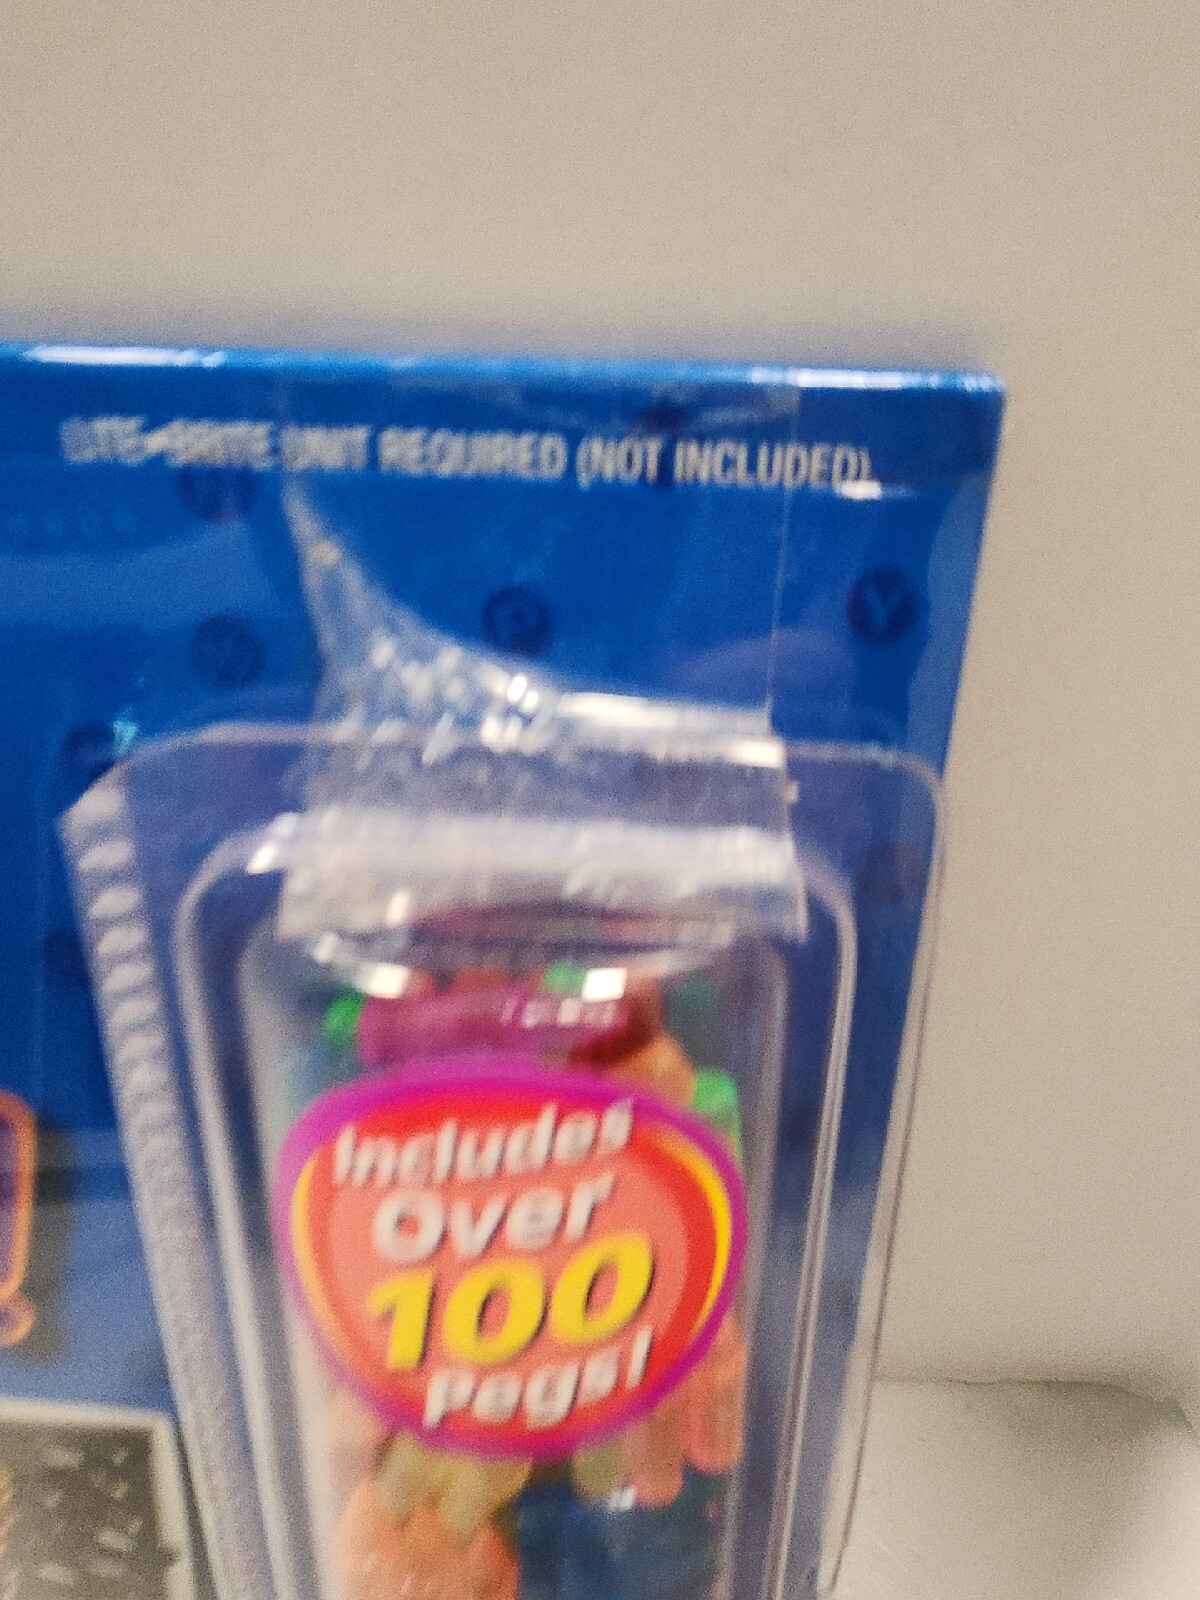 LITE-BRITE UNIT REQUIRED (NOT INCLUDED)
Y
P
Includes
Over
100
Pegs!